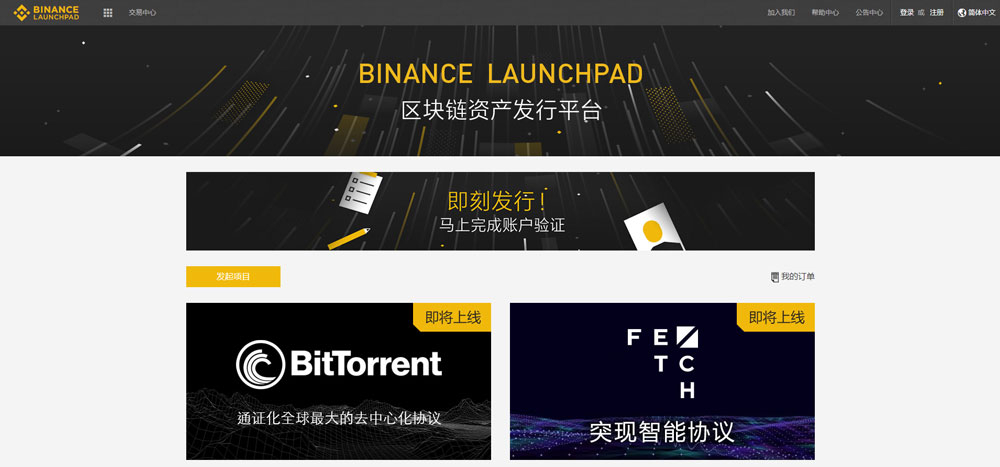 BINANCE
LAUNCHPAD
交易中心
加入我们 帮助中心 公告中心 登录 或 注册 简体中文
BINANCE LAUNCHPAD
区块链资产发行平台
即刻发行！
马上完成账户验证
发起项目
我的订单
即将上线
BitTorrent
通证化全球最大的去中心化协议
即将上线
FETCH
突现智能协议